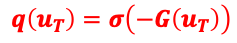 q(u_T) = σ(−G(u_T))